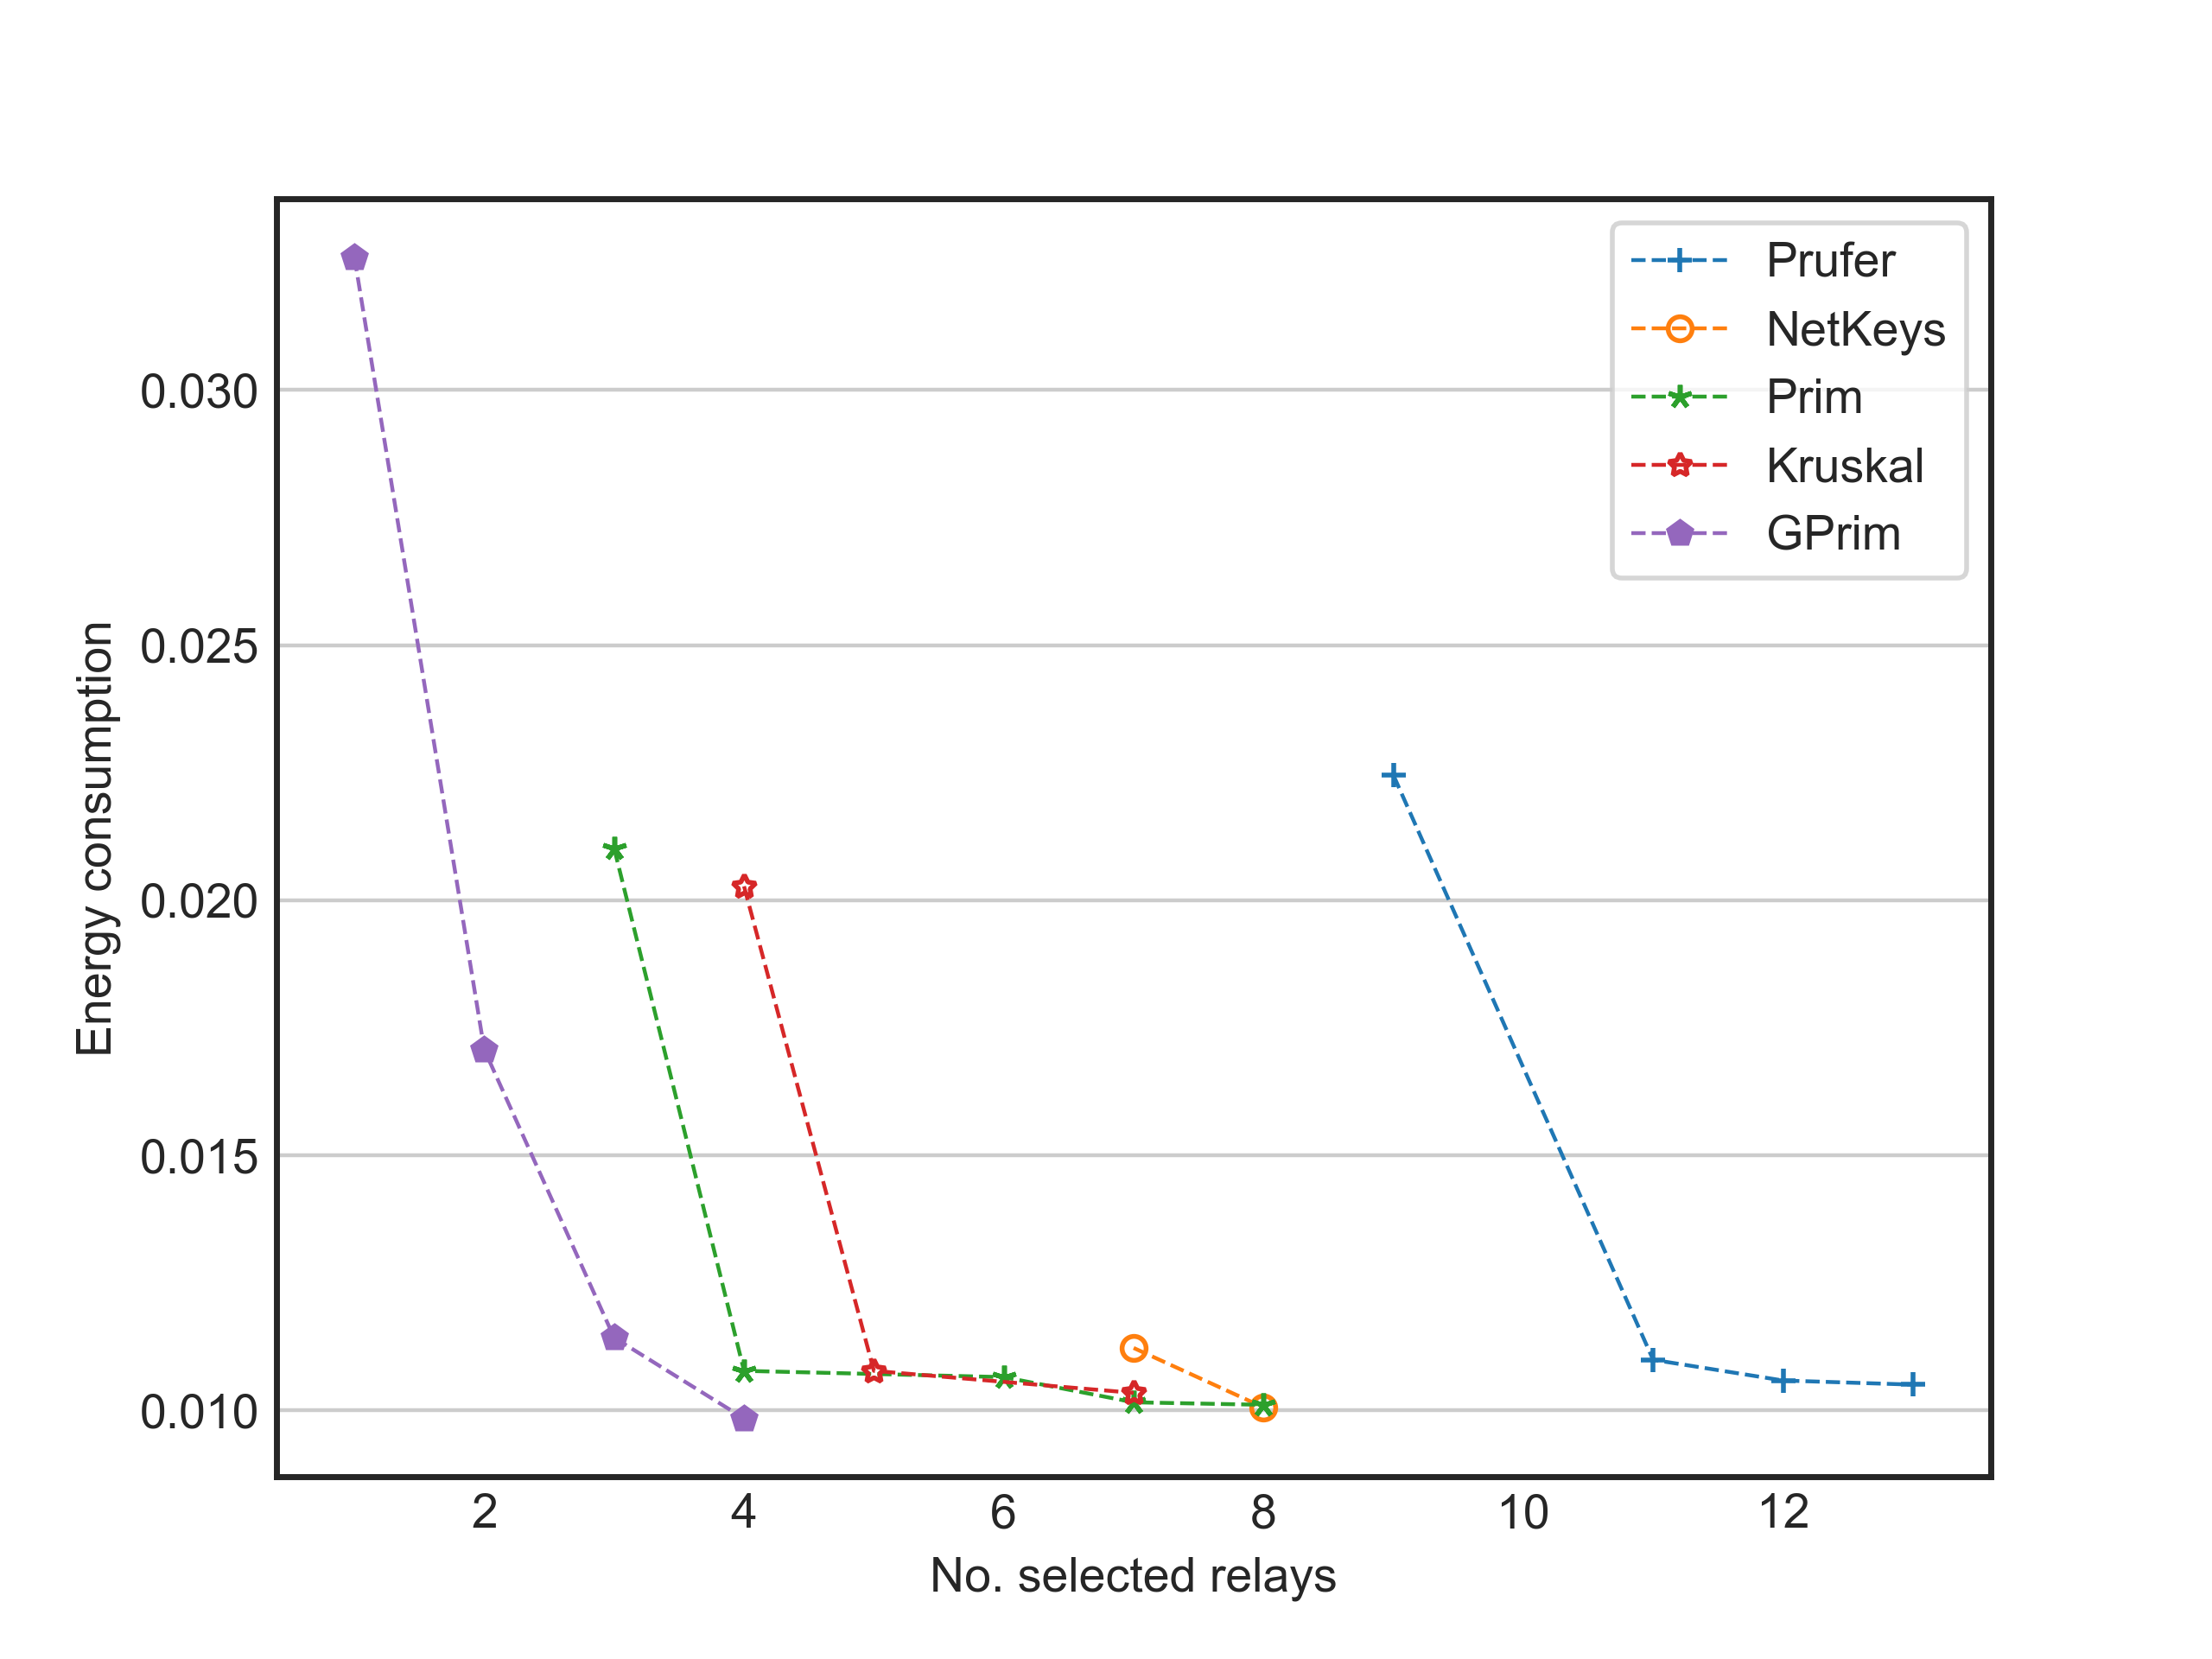 Prufer
NetKeys
Prim
Kruskal
GPrim
Energy consumption
0.030
0.025
0.020
0.015
0.010
2 4 6 8 10 12
No. selected relays